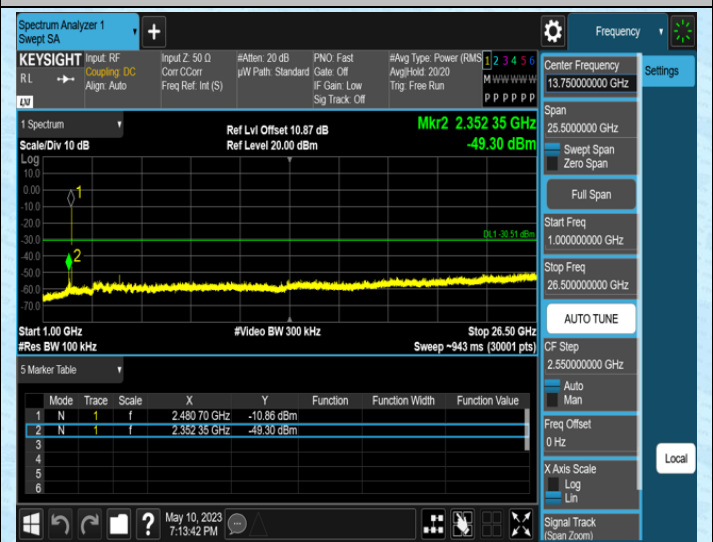 Spectrum Analyzer 1
Swept SA
+
Frequency
KEYSIGHT Input: RF Input Z: 50 Ω #Atten: 20 dB PNO: Fast #Avg Type: Power (RMS 1 2 3 4 5 6
RL Coupling: DC Corr CCorr µW Path: Standard Gate: Off Avg|Hold: 20/20 M W W W W W
Align: Auto Freq Ref: Int (S) IF Gain: Low Trig: Free Run
Sig Track: Off P P P P P P
LXI
1 Spectrum
Scale/Div 10 dB
Ref Lvl Offset 10.87 dB
Ref Level 20.00 dBm
Mkr2 2.352 35 GHz
-49.30 dBm
Log
10.0
0.00
-10.0
-20.0
-30.0
-40.0
-50.0
-60.0
-70.0
1
2
DL1 -30.51 dBm
Start 1.00 GHz #Video BW 300 kHz Stop 26.50 GHz
#Res BW 100 kHz Sweep ~943 ms (30001 pts)
5 Marker Table
Mode Trace Scale X Y Function Function Width Function Value
1 N 1 f 2.480 70 GHz -10.86 dBm
2 N 1 f 2.352 35 GHz -49.30 dBm
3
4
5
6
?
May 10, 2023
7:13:42 PM
Center Frequency
13.750000000 GHz
Settings
Span
25.5000000 GHz
Swept Span
Zero Span
Full Span
Start Freq
1.000000000 GHz
Stop Freq
26.500000000 GHz
AUTO TUNE
CF Step
2.550000000 GHz
Auto
Man
Freq Offset
0 Hz
X Axis Scale
Log
Lin
Local
Signal Track
(Span Zoom)